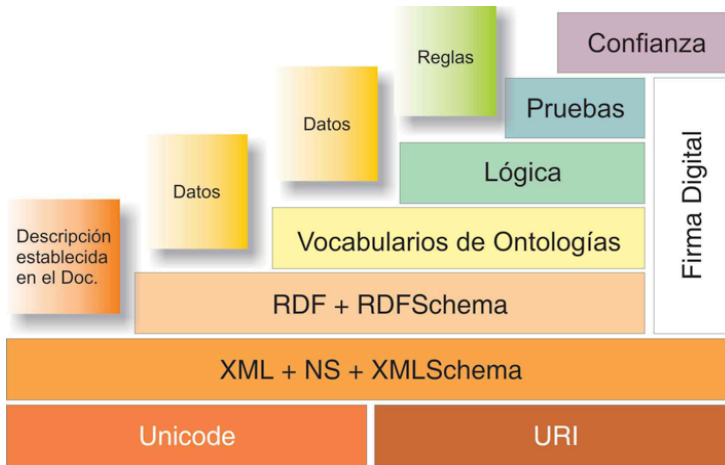 Confianza
Reglas
Pruebas
Datos
Lógica
Firma Digital
Datos
Vocabularios de Ontologías
Descripción
establecida
en el Doc.
RDF + RDFSchema
XML + NS + XMLSchema
Unicode
URI